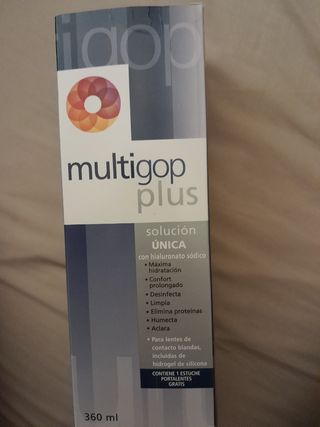 igop
multigop
plus
solución
ÚNICA
con hialuronato sódico
• Máxima
hidratación
• Confort
prolongado
• Desinfecta
• Limpia
• Elimina proteínas
• Humecta
• Aclara
• Para lentes de
contacto blandas,
incluidas de
hidrogel de silicona
CONTIENE 1 ESTUCHE
PORTALENTES
GRATIS
360 ml